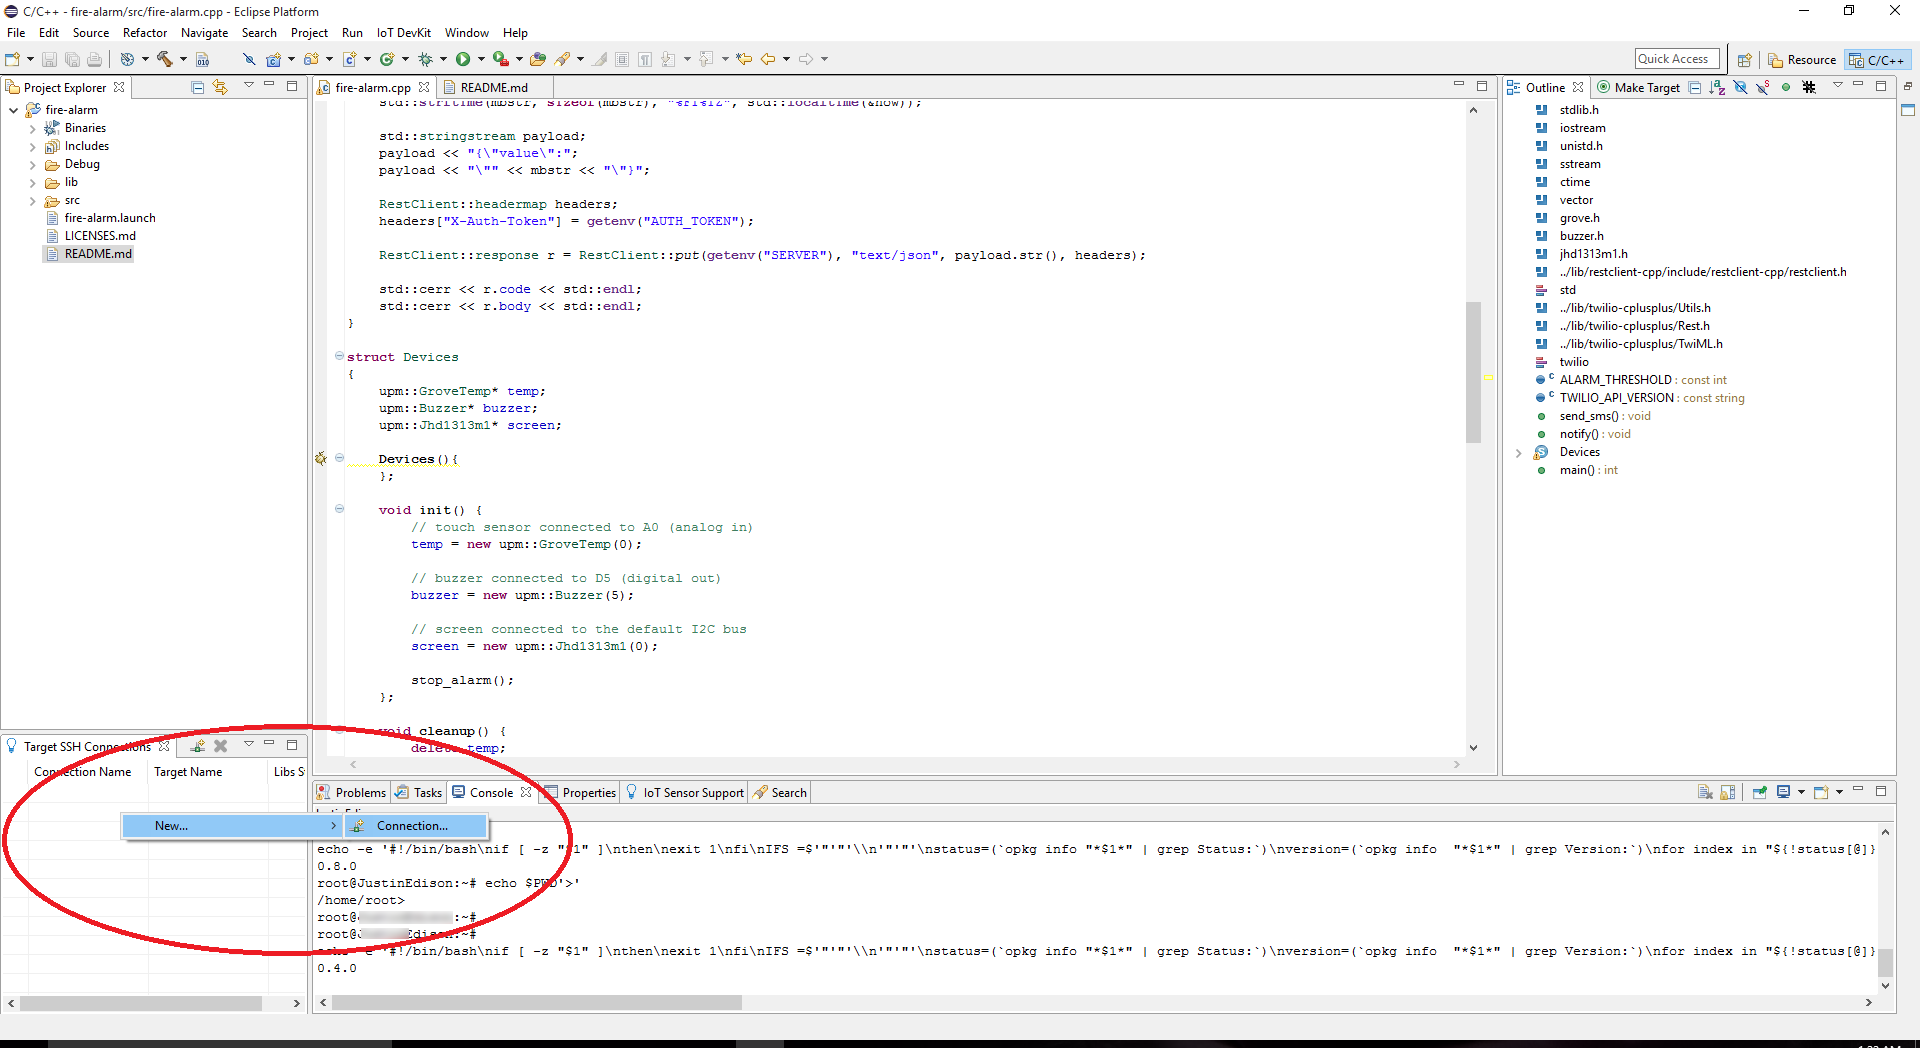 C/C++ - fire-alarm/src/fire-alarm.cpp - Eclipse Platform
File Edit Source Refactor Navigate Search Project Run IoT DevKit Window Help
Quick Access Resource C/C++
Project Explorer
fire-alarm
Binaries
Includes
Debug
lib
src
fire-alarm.launch
LICENSES.md
README.md
fire-alarm.cpp README.md
std::strftime(mbstr, sizeof(mbstr), "%FT%TZ", std::localtime(&now));
std::stringstream payload;
payload << "{\"value\":";
payload << "\"" << mbstr << "\"}";
RestClient::headermap headers;
headers["X-Auth-Token"] = getenv("AUTH_TOKEN");
RestClient::response r = RestClient::put(getenv("SERVER"), "text/json", payload.str(), headers);
std::cerr << r.code << std::endl;
std::cerr << r.body << std::endl;
}
struct Devices
{
upm::GroveTemp* temp;
upm::Buzzer* buzzer;
upm::Jhd1313m1* screen;
Devices(){
};
void init() {
// touch sensor connected to A0 (analog in)
temp = new upm::GroveTemp(0);
// buzzer connected to D5 (digital out)
buzzer = new upm::Buzzer(5);
// screen connected to the default I2C bus
screen = new upm::Jhd1313m1(0);
stop_alarm();
};
void cleanup() {
delete temp;
Outline Make Target
stdlib.h
iostream
unistd.h
sstream
ctime
vector
grove.h
buzzer.h
jhd1313m1.h
../lib/restclient-cpp/include/restclient-cpp/restclient.h
std
../lib/twilio-cplusplus/Utils.h
../lib/twilio-cplusplus/Rest.h
../lib/twilio-cplusplus/TwiML.h
twilio
ALARM_THRESHOLD : const int
TWILIO_API_VERSION : const string
send_sms() : void
notify() : void
Devices
main() : int
Target SSH Connections
Connection Name Target Name Libs S
New... Connection...
Problems Tasks Console Properties IoT Sensor Support Search
echo -e '#!/bin/bash\nif [ -z "$1" ]\nthen\nexit 1\nfi\nIFS =$'"'"'\\n'"'"'\nstatus=(`opkg info "*$1*" | grep Status:`)\nversion=(`opkg info "*$1*" | grep Version:`)\nfor index in "${!status[@]}
0.8.0
root@JustinEdison:~# echo $PWD'>'
/home/root>
root@ :~#
root@J Edison:~#
echo -e '#!/bin/bash\nif [ -z "$1" ]\nthen\nexit 1\nfi\nIFS =$'"'"'\\n'"'"'\nstatus=(`opkg info "*$1*" | grep Status:`)\nversion=(`opkg info "*$1*" | grep Version:`)\nfor index in "${!status[@]}
0.4.0